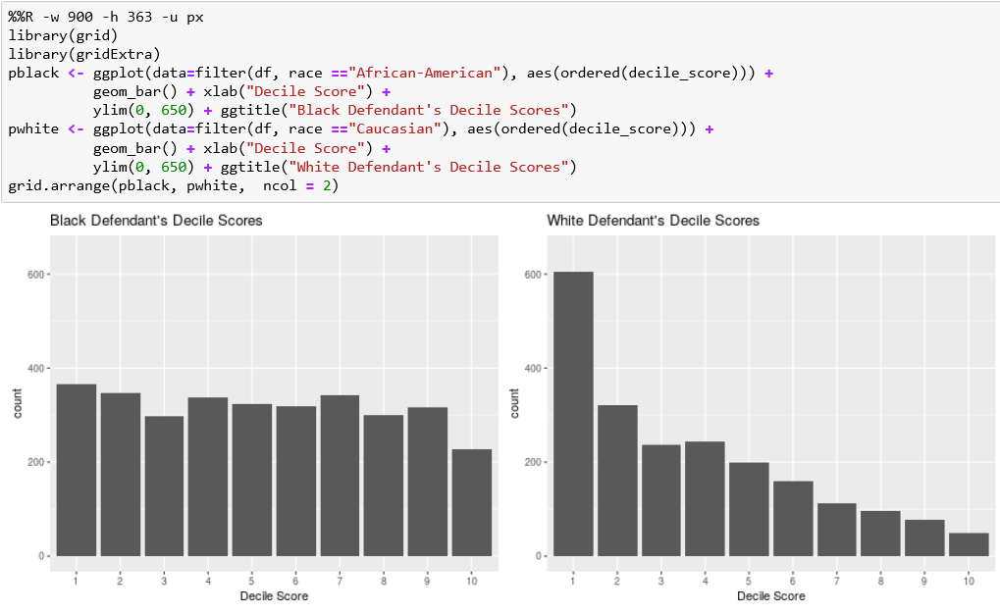 %%R -w 900 -h 363 -u px
library(grid)
library(gridExtra)
pblack <- ggplot(data=filter(df, race =="African-American"), aes(ordered(decile_score))) +
          geom_bar() + xlab("Decile Score") +
          ylim(0, 650) + ggtitle("Black Defendant's Decile Scores")
pwhite <- ggplot(data=filter(df, race =="Caucasian"), aes(ordered(decile_score))) +
          geom_bar() + xlab("Decile Score") +
          ylim(0, 650) + ggtitle("White Defendant's Decile Scores")
grid.arrange(pblack, pwhite,  ncol = 2)
Black Defendant's Decile Scores
600
400
200
0
count
1 2 3 4 5 6 7 8 9 10
Decile Score
White Defendant's Decile Scores
600
400
200
0
count
1 2 3 4 5 6 7 8 9 10
Decile Score